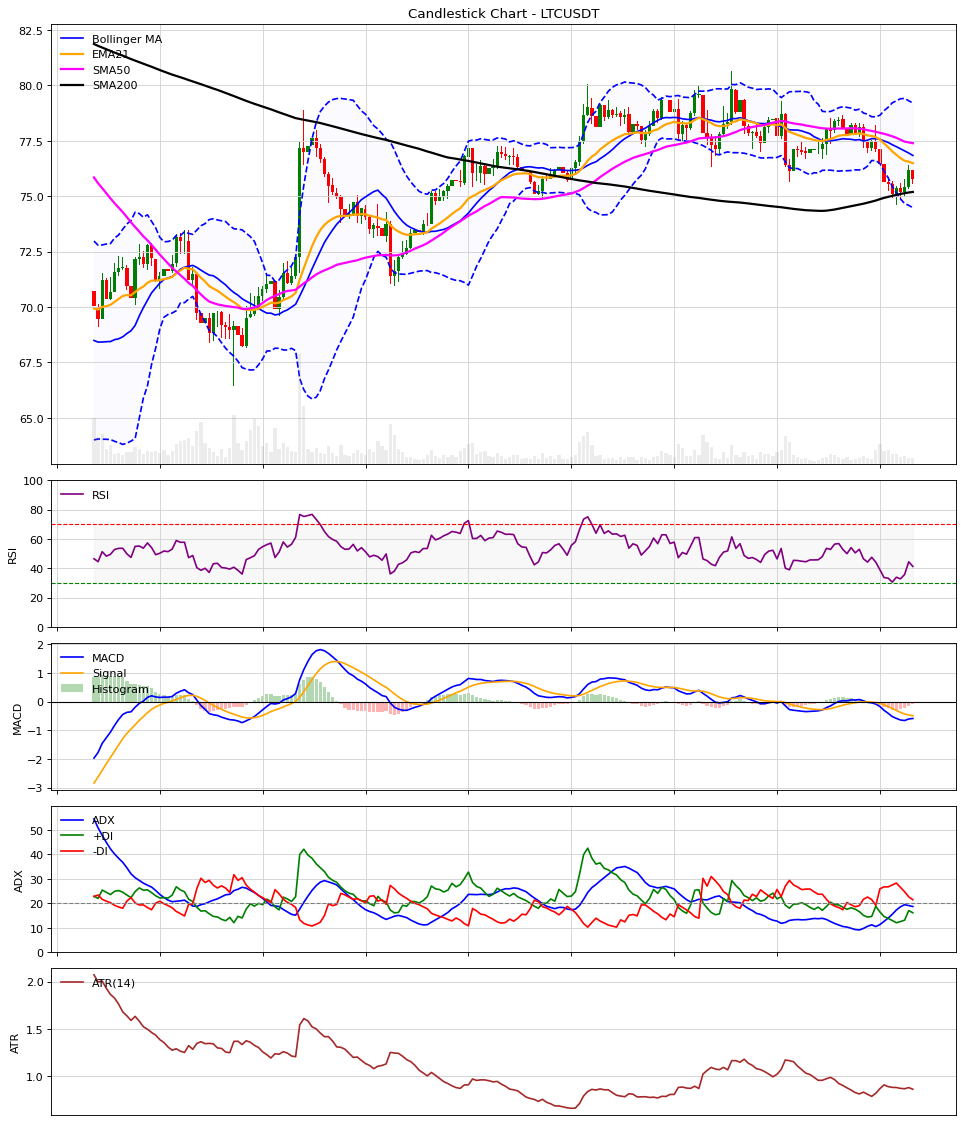 Candlestick Chart - LTCUSDT
82.5
80.0
77.5
75.0
72.5
70.0
67.5
65.0
Bollinger MA
EMA21
SMA50
SMA200
100
80
60
40
20
0
RSI
RSI
2
1
0
−1
−2
−3
MACD
MACD
Signal
Histogram
50
40
30
20
10
0
ADX
ADX
+DI
-DI
2.0
1.5
1.0
ATR
ATR(14)